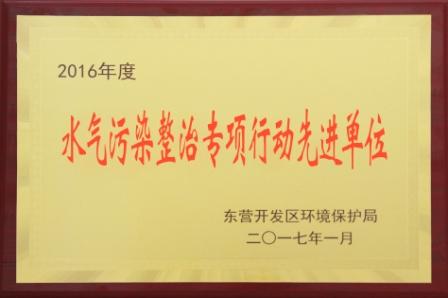 2016年度
水气污染整治专项行动先进单位
东营开发区环境保护局
二〇一七年一月